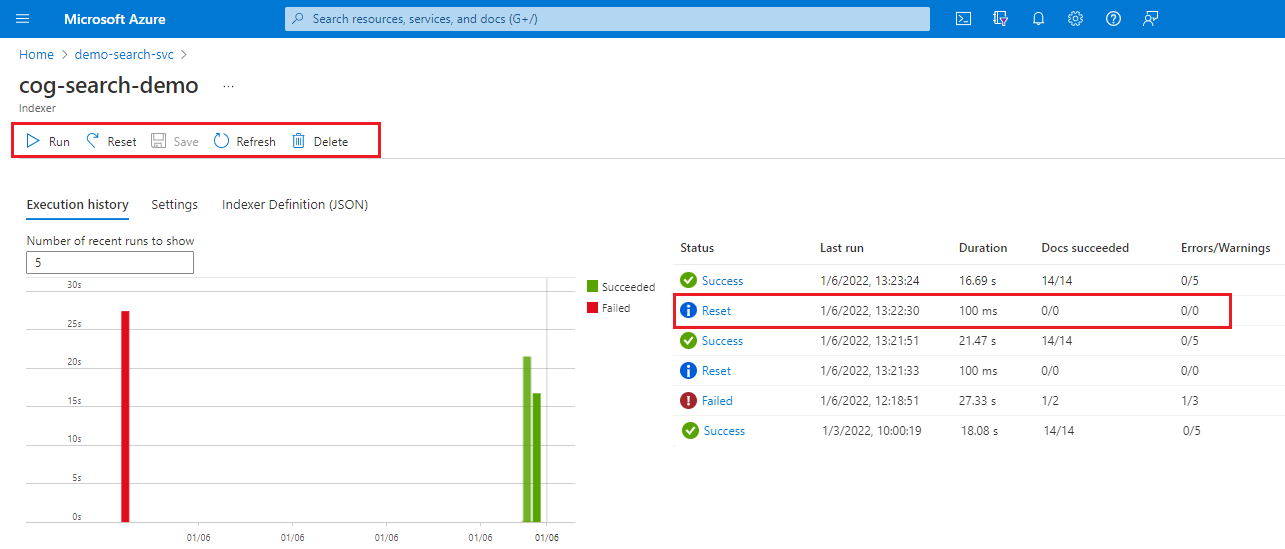 Microsoft Azure
Search resources, services, and docs (G+/)
Home > demo-search-svc >
cog-search-demo ...
Indexer
Run Reset Save Refresh Delete
Execution history Settings Indexer Definition (JSON)
Number of recent runs to show
5
30s
25s
20s
15s
10s
5s
0s
01/06 01/06 01/06 01/06 01/06
Succeeded
Failed
Status Last run Duration Docs succeeded Errors/Warnings
Success 1/6/2022, 13:23:24 16.69 s 14/14 0/5
Reset 1/6/2022, 13:22:30 100 ms 0/0 0/0
Success 1/6/2022, 13:21:51 21.47 s 14/14 0/5
Reset 1/6/2022, 13:21:33 100 ms 0/0 0/0
Failed 1/6/2022, 12:18:51 27.33 s 1/2 1/3
Success 1/3/2022, 10:00:19 18.08 s 14/14 0/5